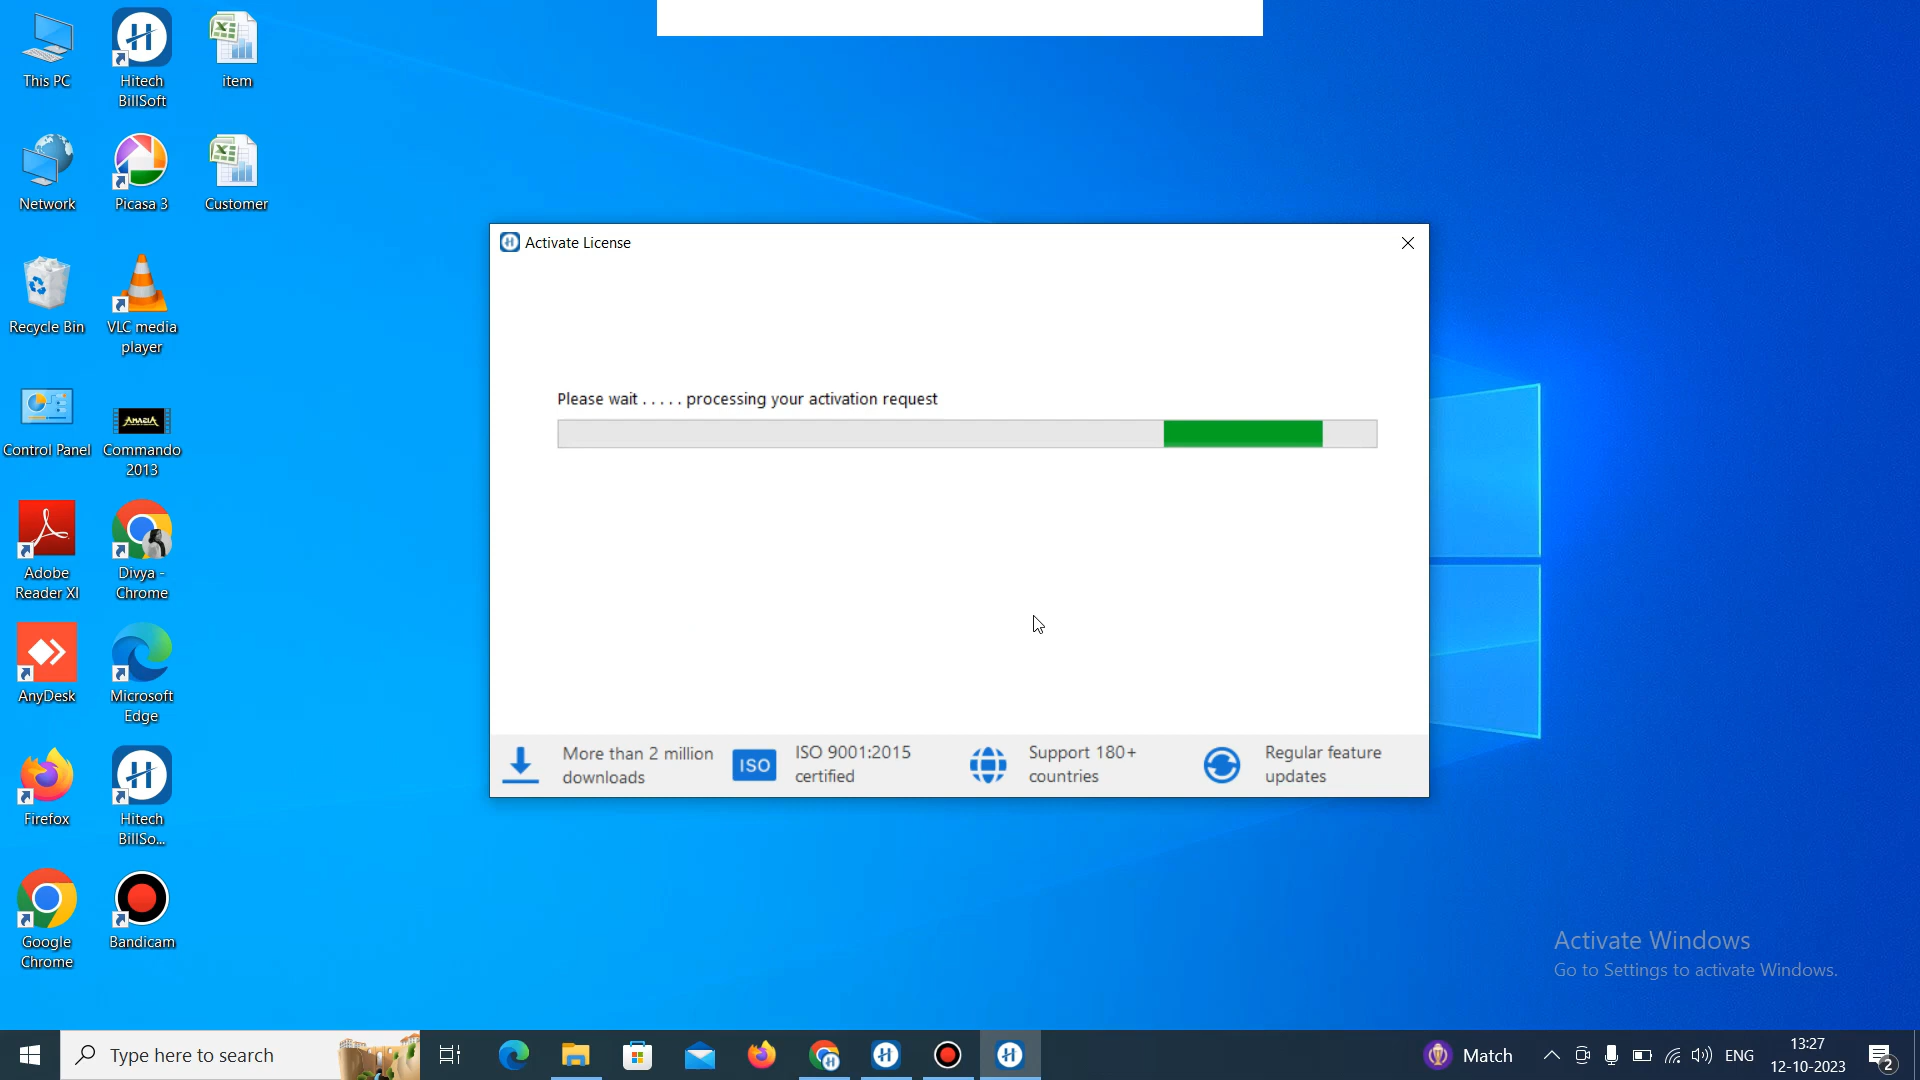 This PC
Hitech
BillSoft
item
Network
Picasa 3
Customer
Recycle Bin
VLC media
player
Control Panel
AMAGIA
Commando
2013
Adobe
Reader XI
Divya -
Chrome
AnyDesk
Microsoft
Edge
Firefox
Hitech
BillSo...
Google
Chrome
Bandicam
Activate License
Please wait . . . . . processing your activation request
More than 2 million
downloads
ISO
ISO 9001:2015
certified
Support 180+
countries
Regular feature
updates
Activate Windows
Go to Settings to activate Windows.
Type here to search
Match
ENG
13:27
12-10-2023
2